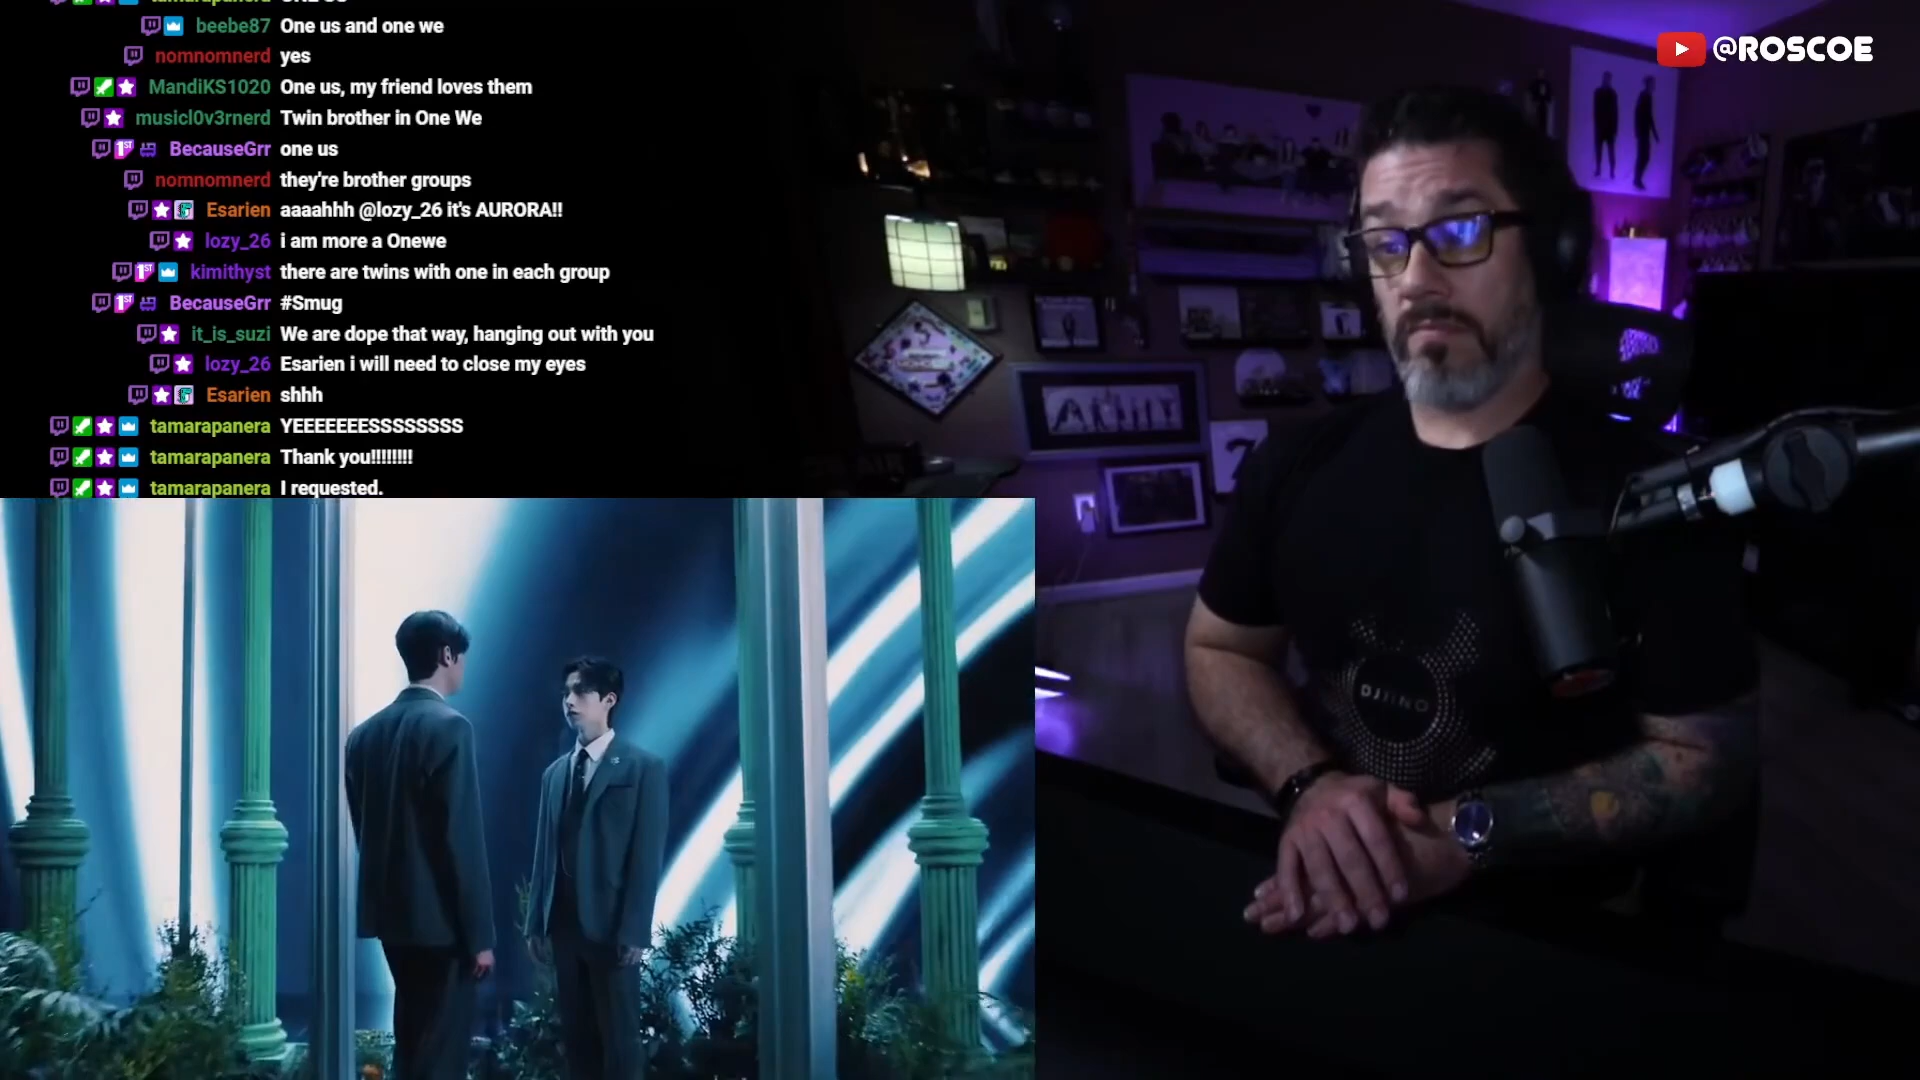 beebe87 One us and one we
nomnomnerd yes
MandiKS1020 One us, my friend loves them
musicl0v3rnerd Twin brother in One We
BecauseGrr one us
nomnomnerd they're brother groups
Esarien aaaahhh @lozy_26 it's AURORA!!
lozy_26 i am more a Onewe
kimithyst there are twins with one in each group
BecauseGrr #Smug
it_is_suzi We are dope that way, hanging out with you
lozy_26 Esarien i will need to close my eyes
Esarien shhh
tamarapanera YEEEEEEESSSSSSSS
tamarapanera Thank you!!!!!!!!
tamarapanera I requested.
@ROSCOE
7
DJIINO